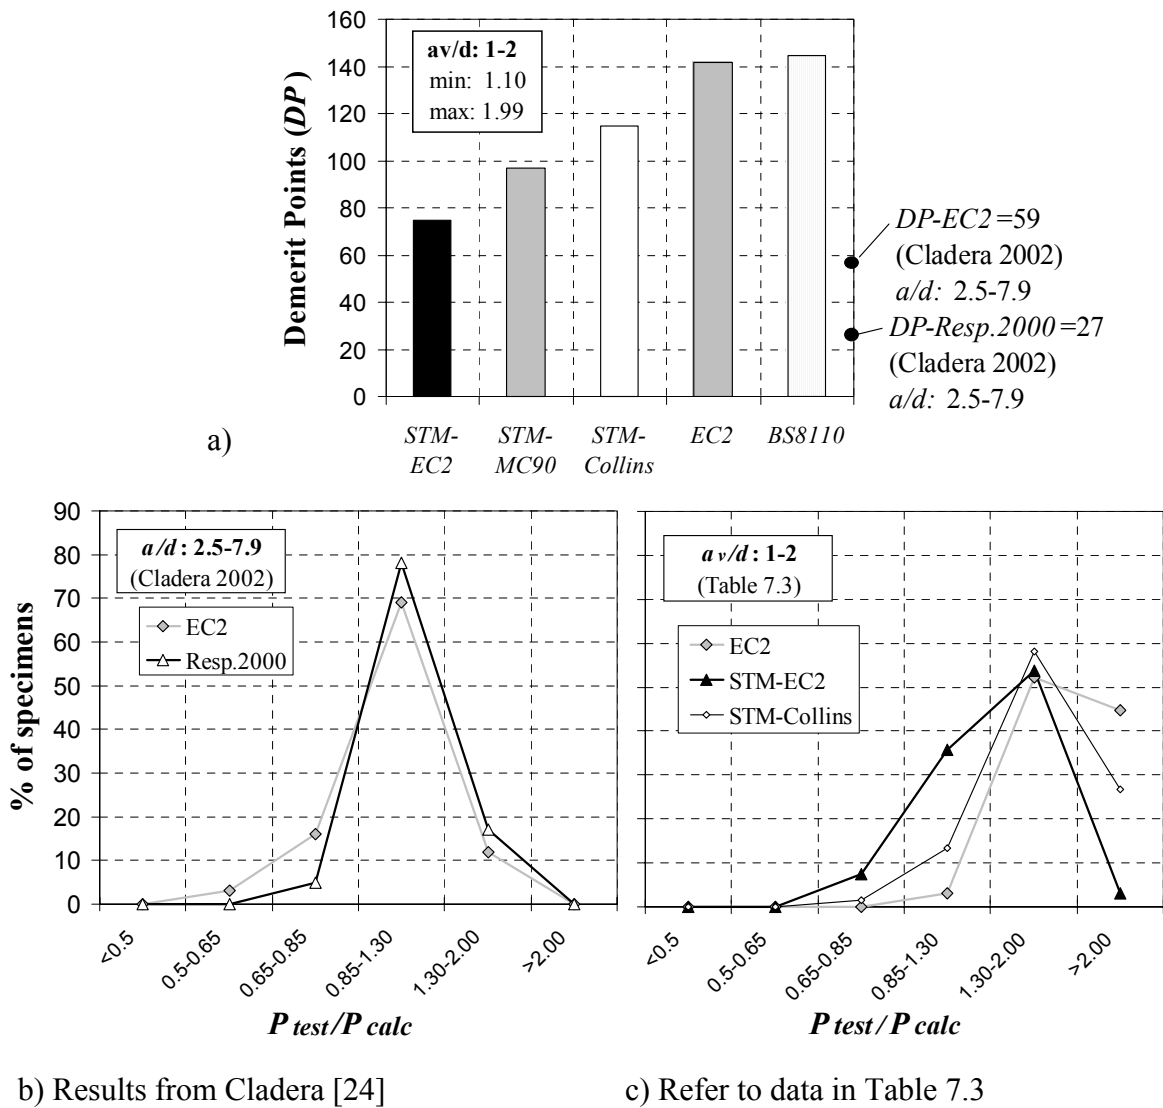 160
140
120
100
80
60
40
20
0
Demerit Points (DP)
av/d: 1-2
min: 1.10
max: 1.99
STM-
EC2
STM-
MC90
STM-
Collins
EC2
BS8110
DP-EC2=59
(Cladera 2002)
a/d: 2.5-7.9
DP-Resp.2000=27
(Cladera 2002)
a/d: 2.5-7.9
a)
90
80
70
60
50
40
30
20
10
0
% of specimens
a/d: 2.5-7.9
(Cladera 2002)
EC2
Resp.2000
<0.5
0.5-0.65
0.65-0.85
0.85-1.30
1.30-2.00
>2.00
P test/P calc
a v/d: 1-2
(Table 7.3)
EC2
STM-EC2
STM-Collins
<0.5
0.5-0.65
0.65-0.85
0.85-1.30
1.30-2.00
>2.00
P test/P calc
b) Results from Cladera [24]
c) Refer to data in Table 7.3